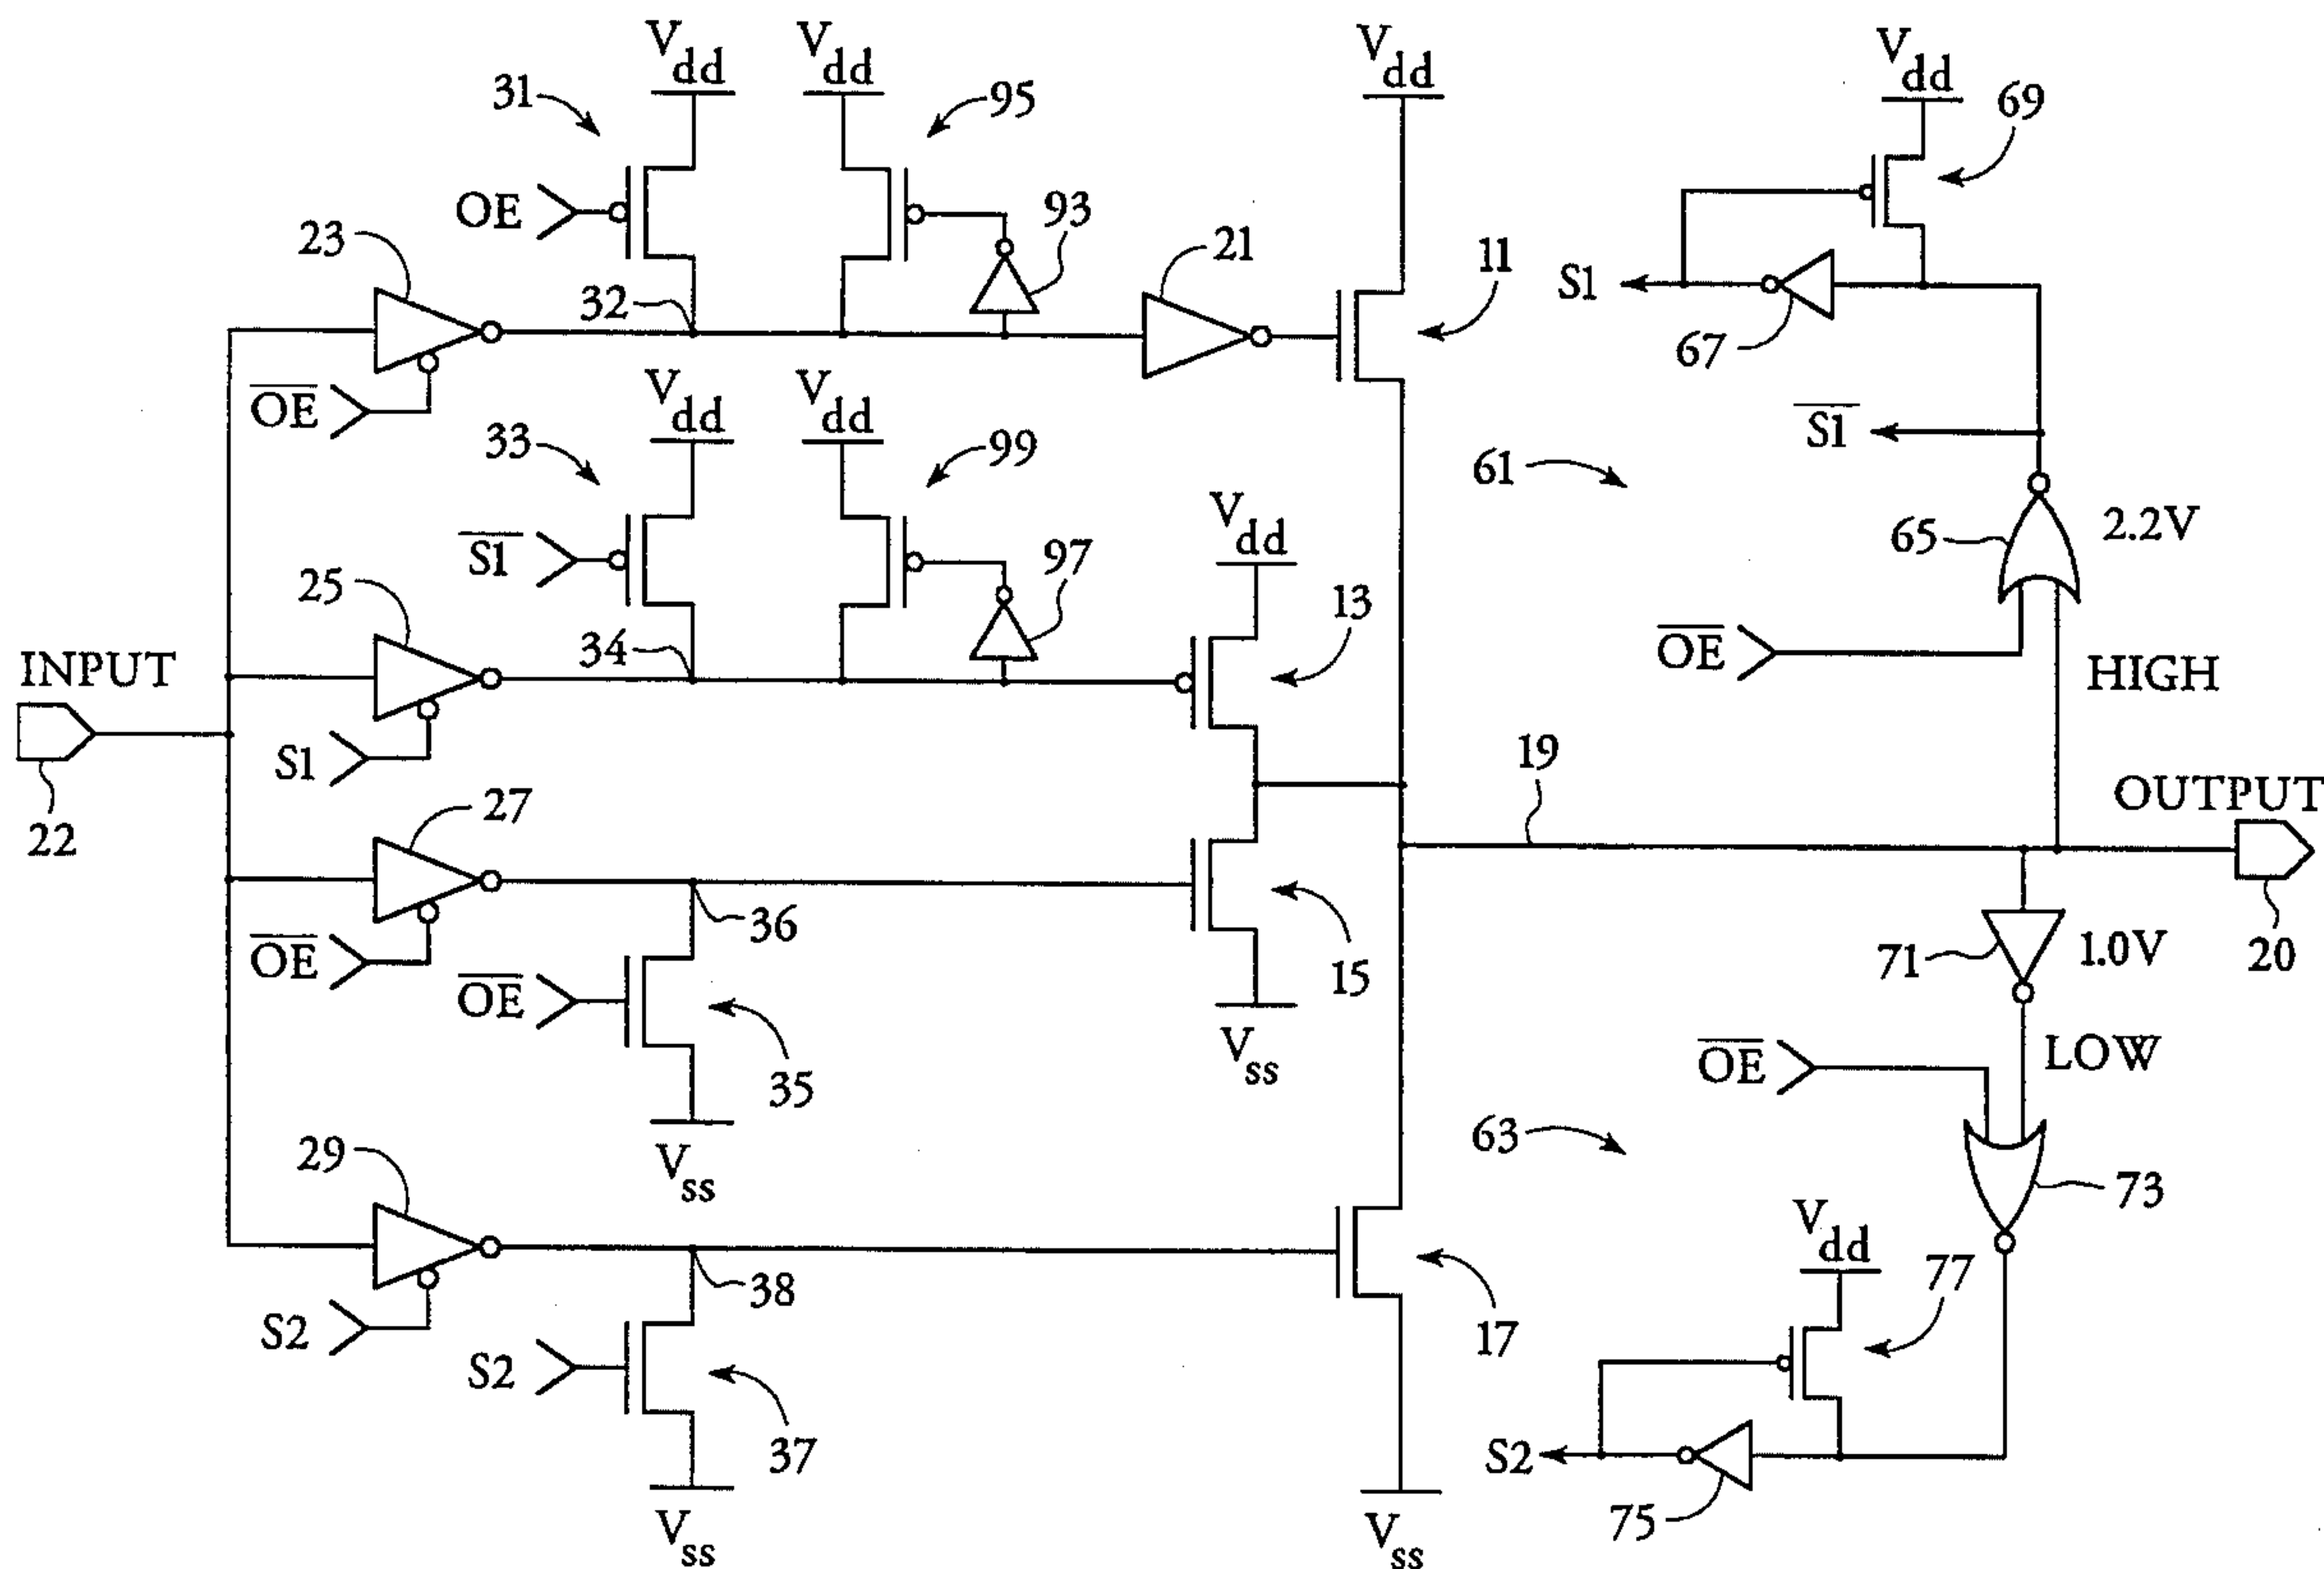 Vdd
Vdd
Vdd
Vdd
31
95
69
OE
93
23
21
11
32
S1
OE
67
Vdd
Vdd
S1
33
99
61
Vdd
2.2V
S1
65
97
25
13
34
OE
INPUT
HIGH
S1
19
22
27
OUTPUT
36
71
1.0V
20
OE
OE
15
LOW
35
Vss
OE
63
29
Vss
73
Vdd
77
38
S2
S2
17
37
S2
75
Vss
Vss